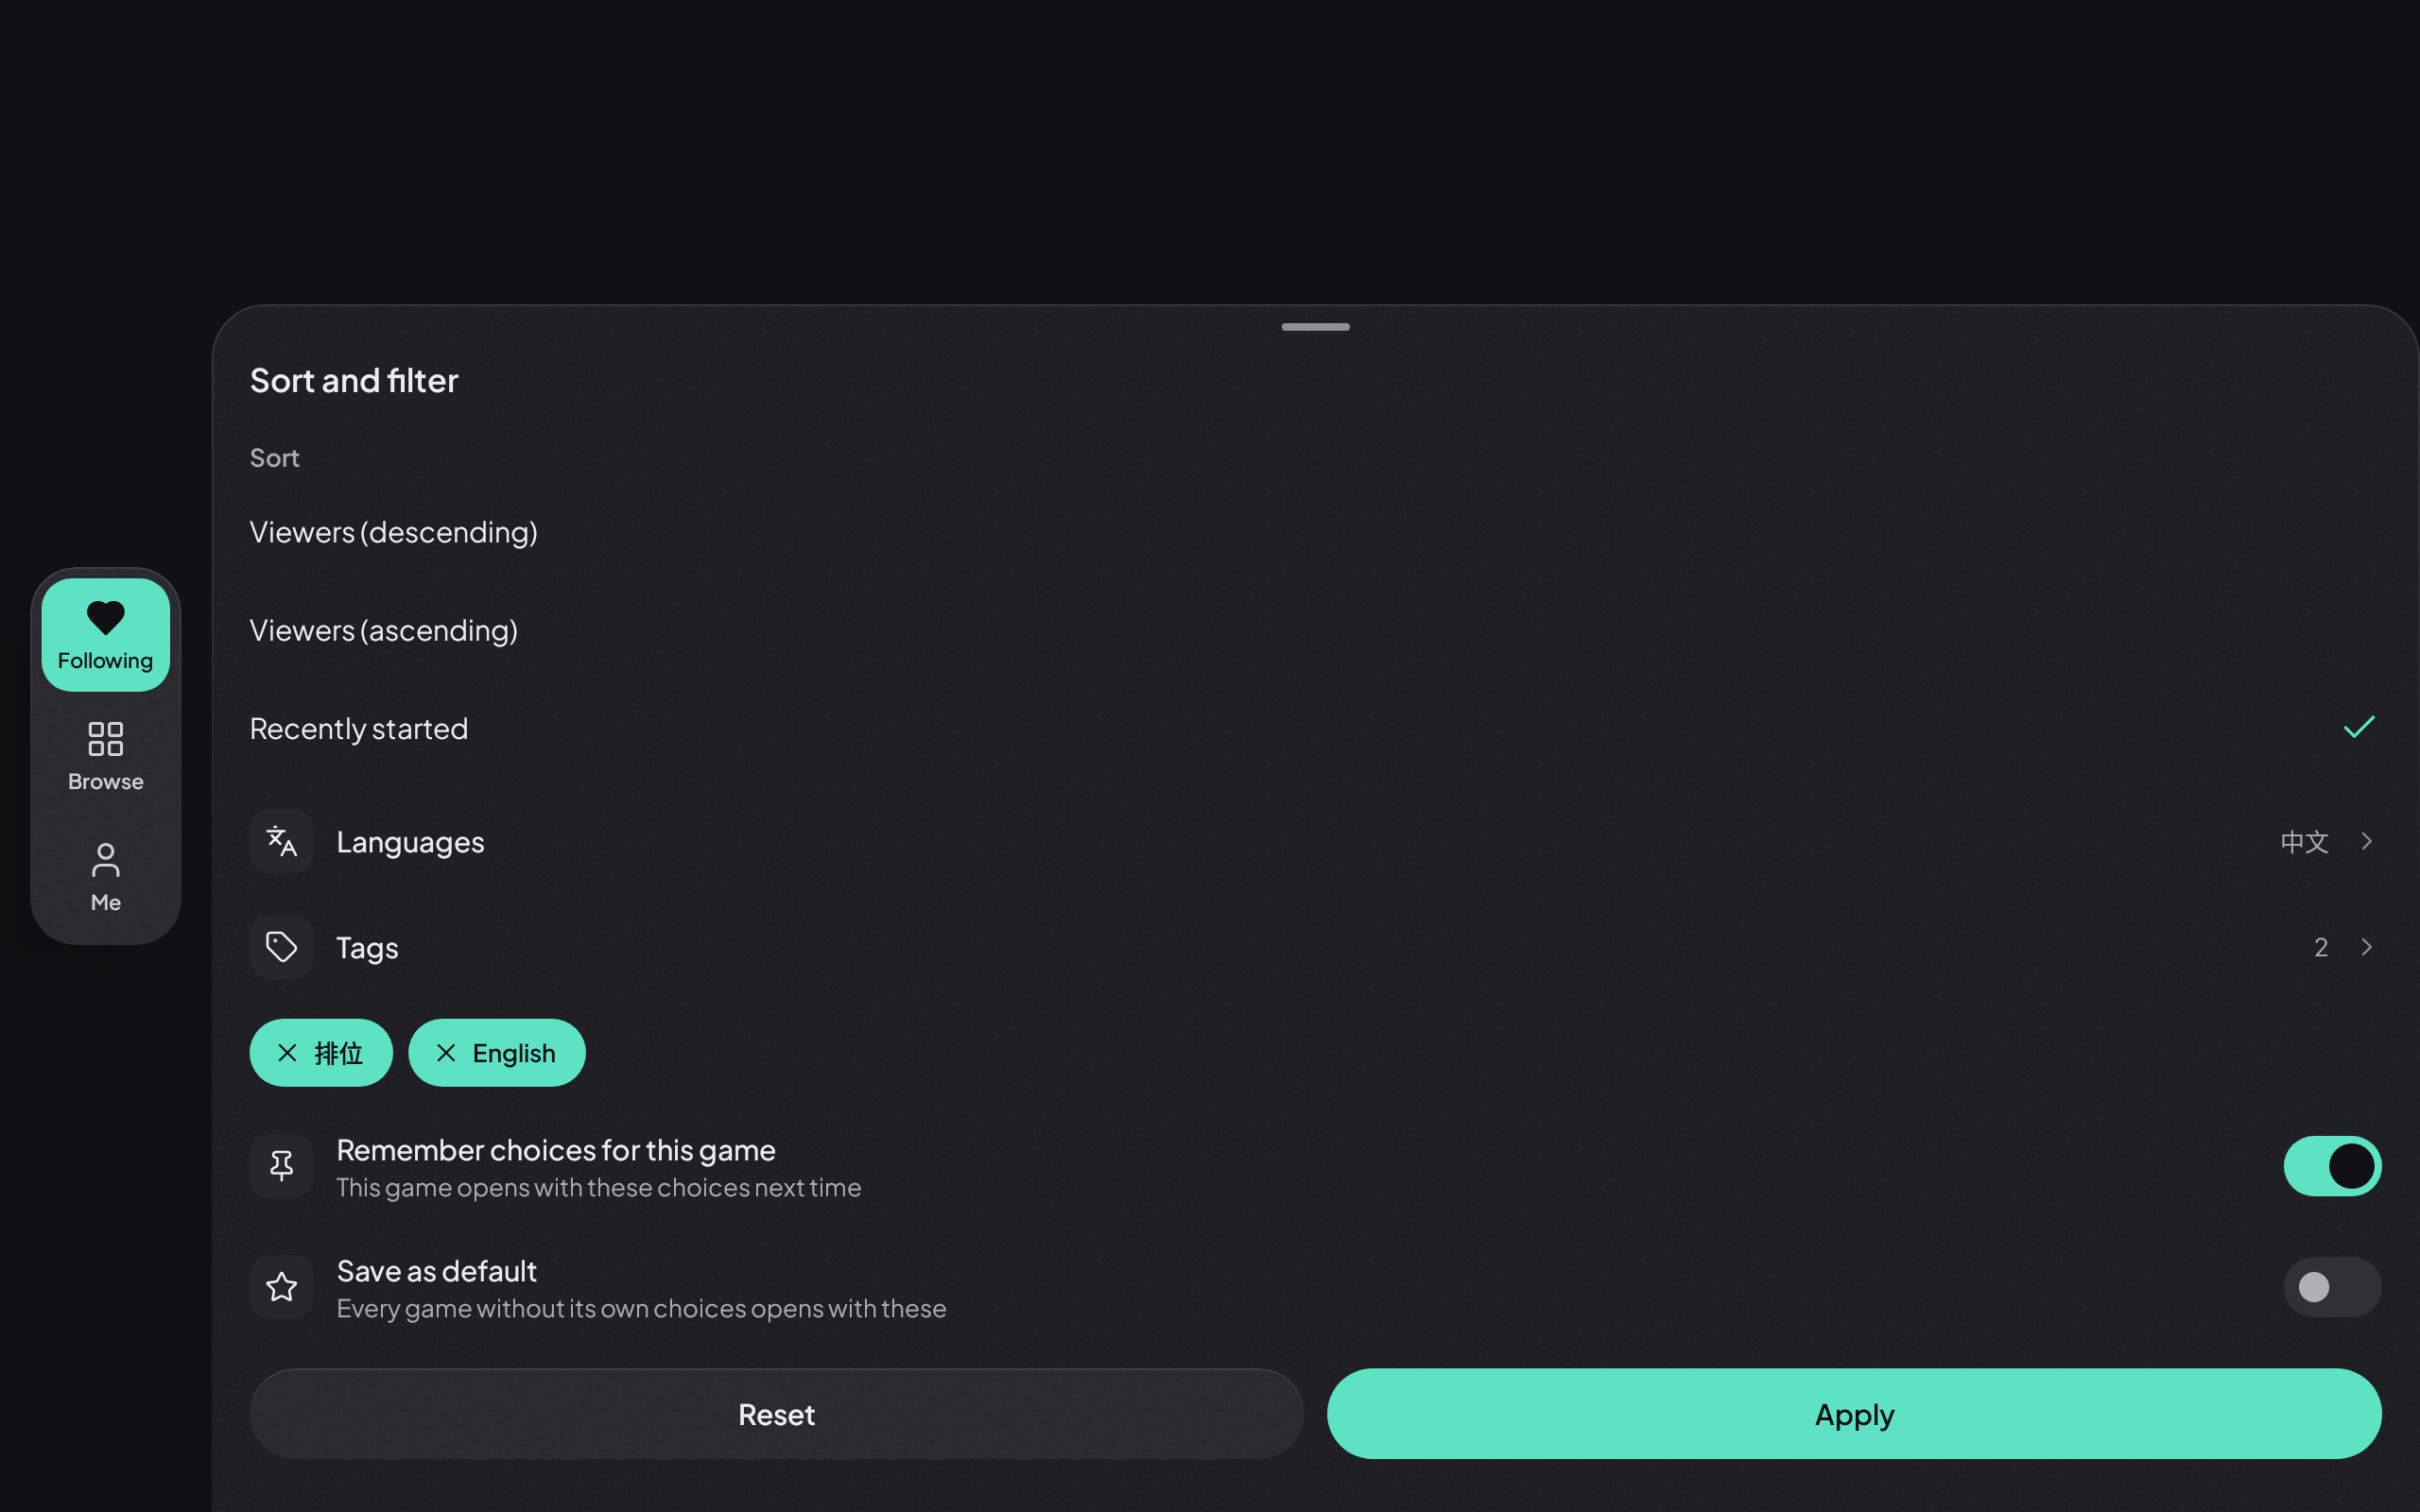 Sort and filter
Sort
Viewers (descending)
Viewers (ascending)
Recently started
Following
Browse
Me
Languages
中文
Tags
2
排位
English
Remember choices for this game
This game opens with these choices next time
Save as default
Every game without its own choices opens with these
Reset
Apply